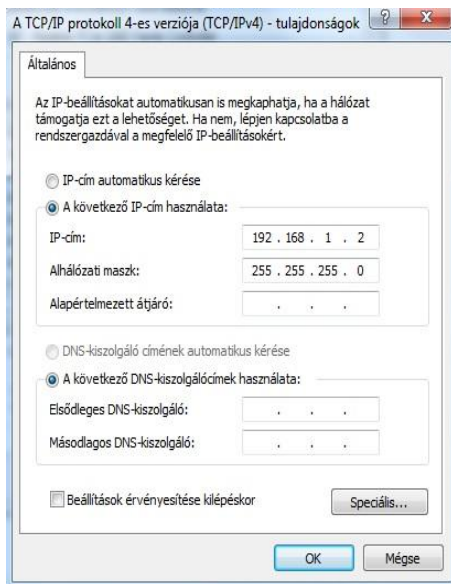 A TCP/IP protokoll 4-es verziója (TCP/IPv4) - tulajdonságok
Általános
Az IP-beállításokat automatikusan is megkaphatja, ha a hálózat
támogatja ezt a lehetőséget. Ha nem, lépjen kapcsolatba a
rendszergazdával a megfelelő IP-beállításokért.
IP-cím automatikus kérése
A következő IP-cím használata:
IP-cím: 192 . 168 . 1 . 2
Alhálózati maszk: 255 . 255 . 255 . 0
Alapértelmezett átjáró: . . .
DNS-kiszolgáló címének automatikus kérése
A következő DNS-kiszolgálócímek használata:
Elsődleges DNS-kiszolgáló: . . .
Másodlagos DNS-kiszolgáló: . . .
Beállítások érvényesítése kilépéskor
Speciális...
OK Mégse